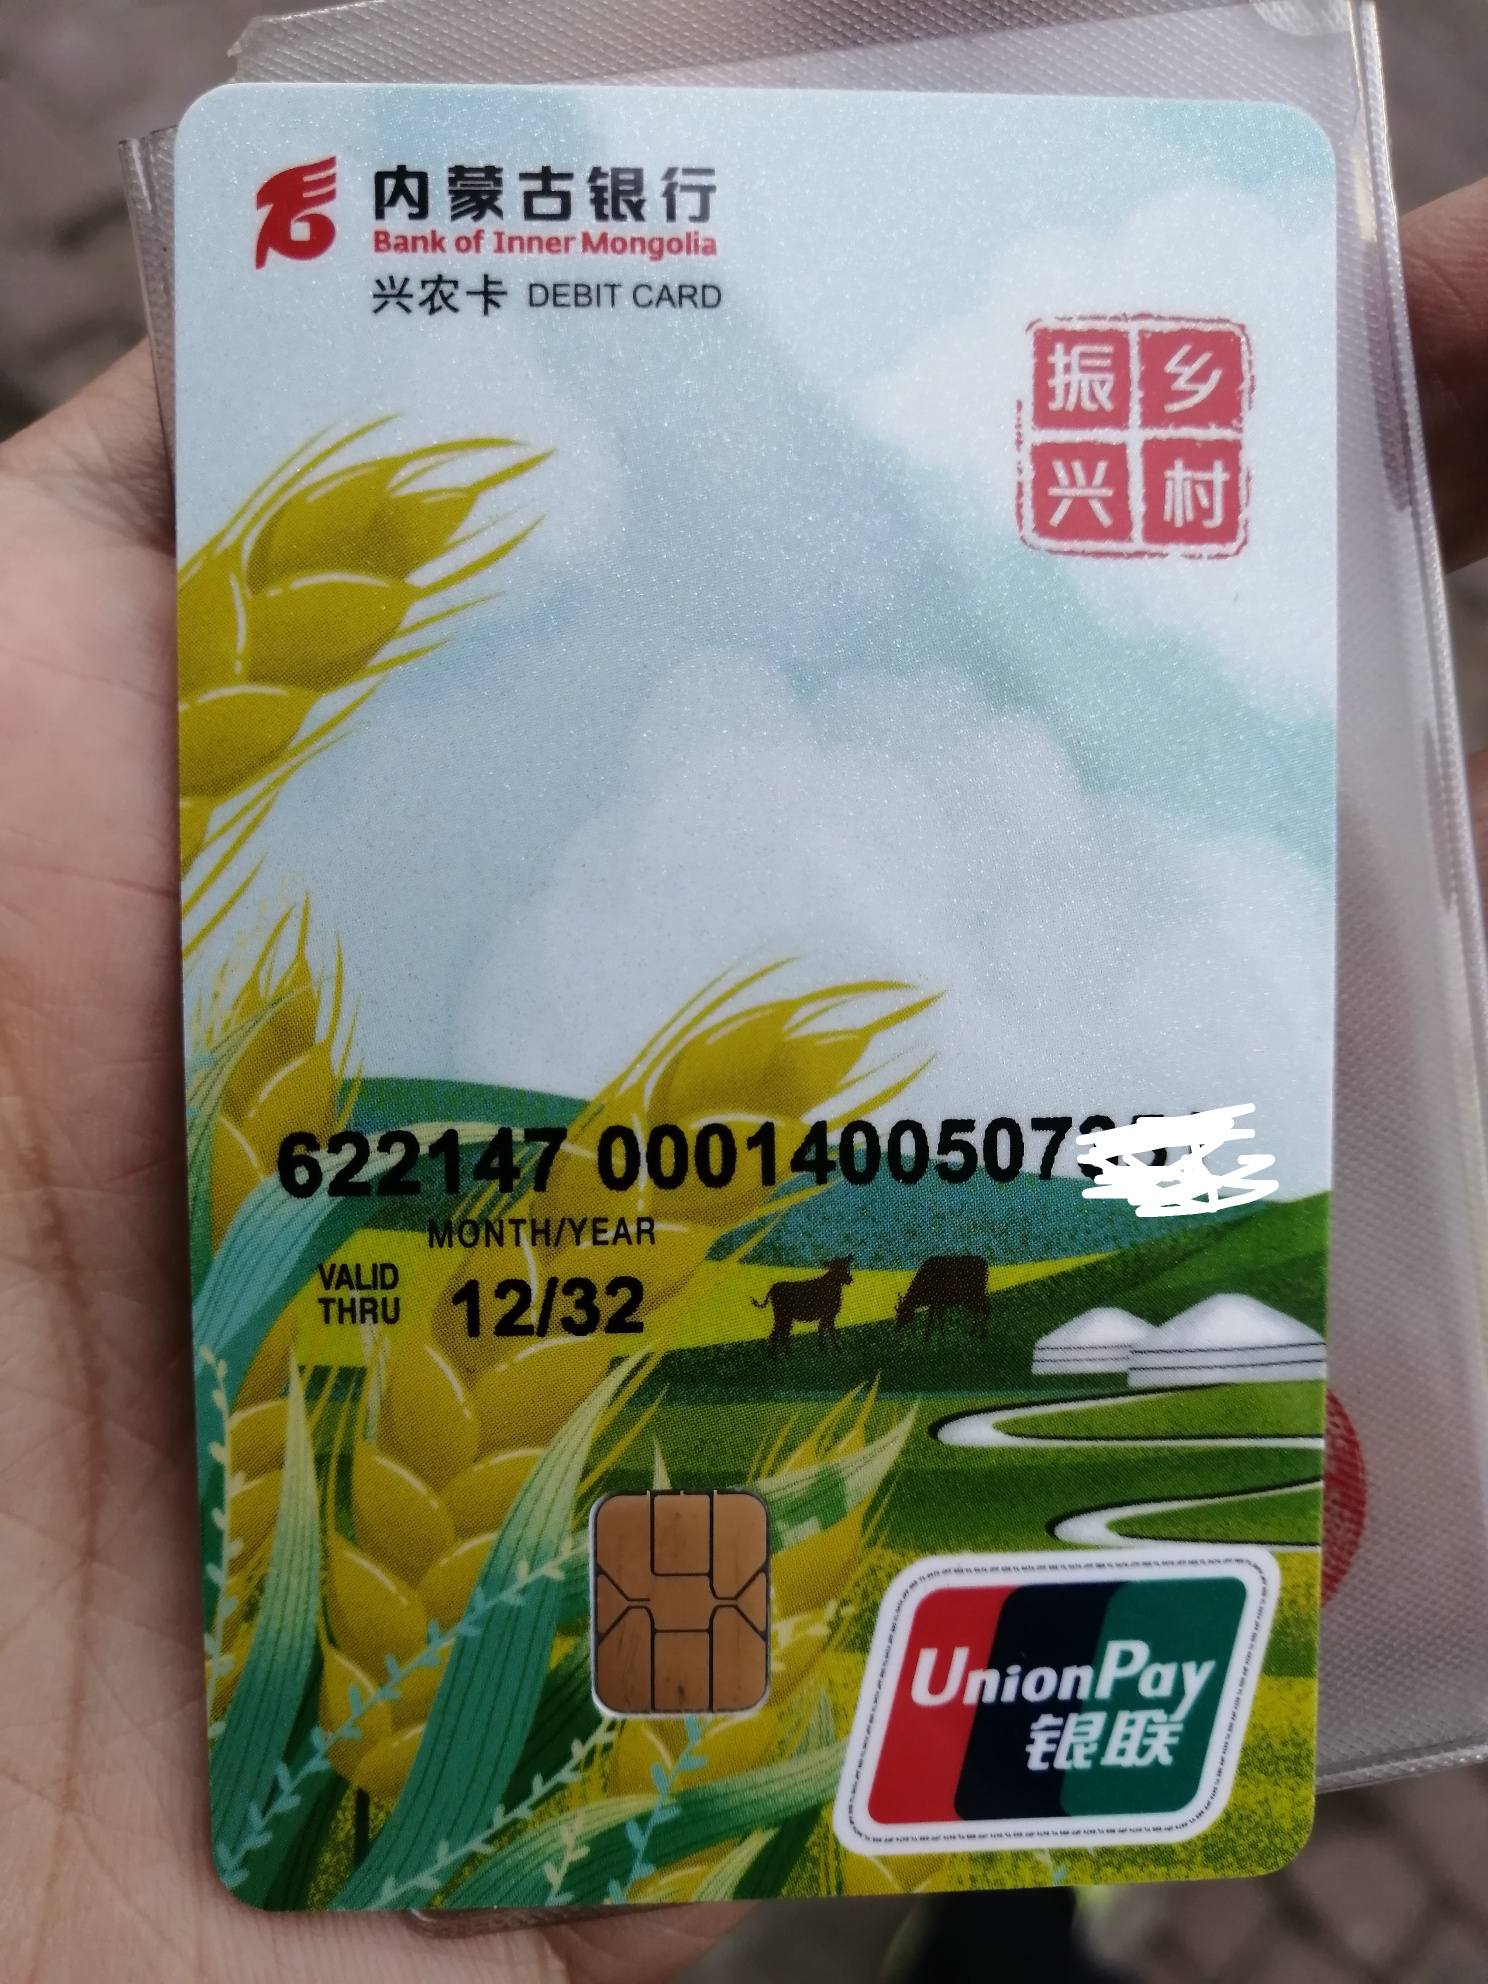 内蒙古银行
Bank of Inner Mongolia
兴农卡 DEBIT CARD
乡村
振兴
622147 0001400507
MONTH/YEAR
VALID
THRU 12/32
UnionPay
银联